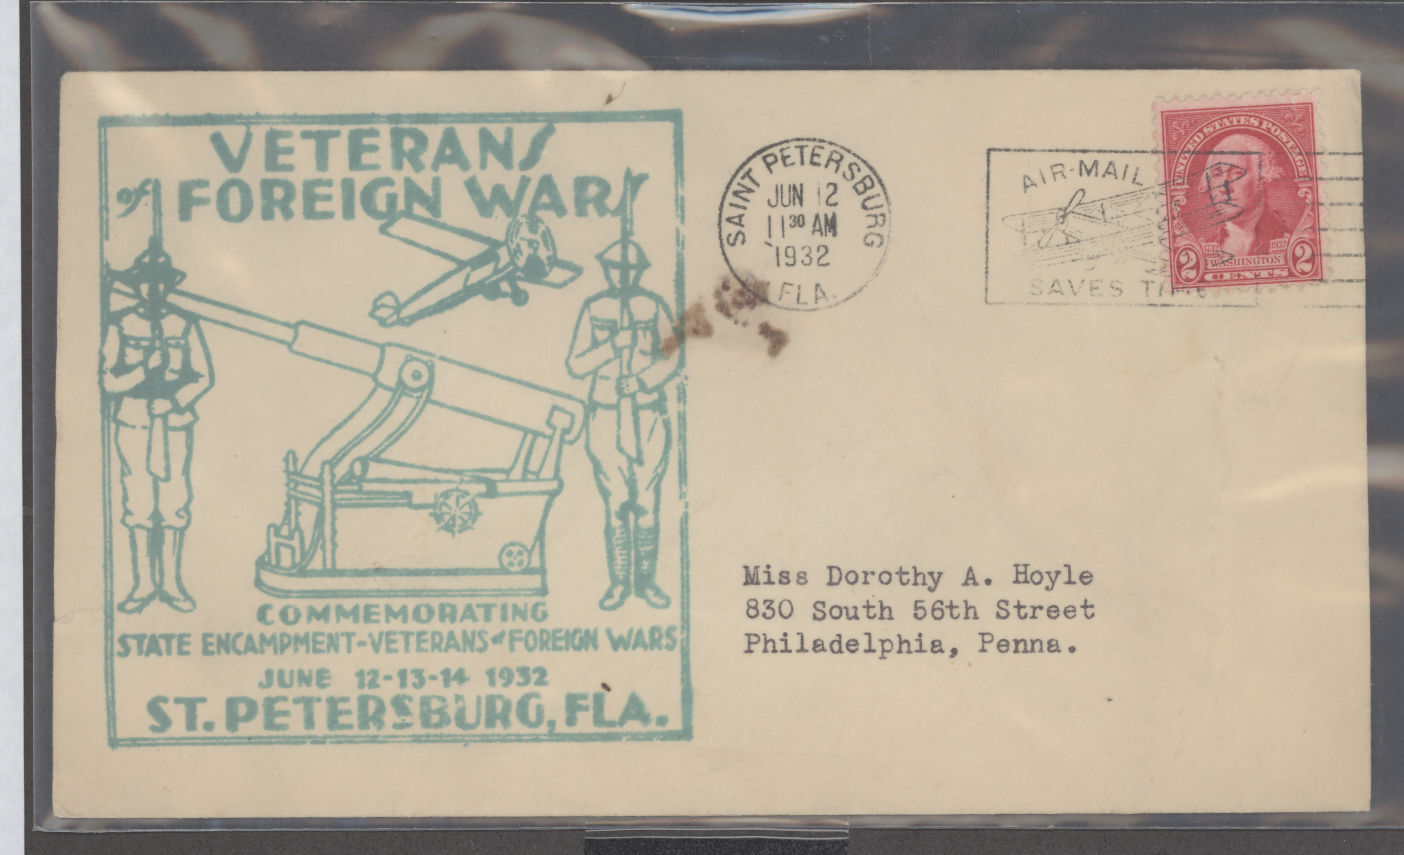 VETERANS
of FOREIGN WARS
COMMEMORATING
STATE ENCAMPMENT-VETERANS of FOREIGN WARS
JUNE 12-13-14 1932
ST. PETERSBURG, FLA.
SAINT PETERSBURG
JUN 12
11 30 AM
1932
FLA.
AIR-MAIL
SAVES TIME
UNITED STATES POSTAGE
1732 1932
WASHINGTON
2 CENTS 2
Miss Dorothy A. Hoyle
830 South 56th Street
Philadelphia, Penna.